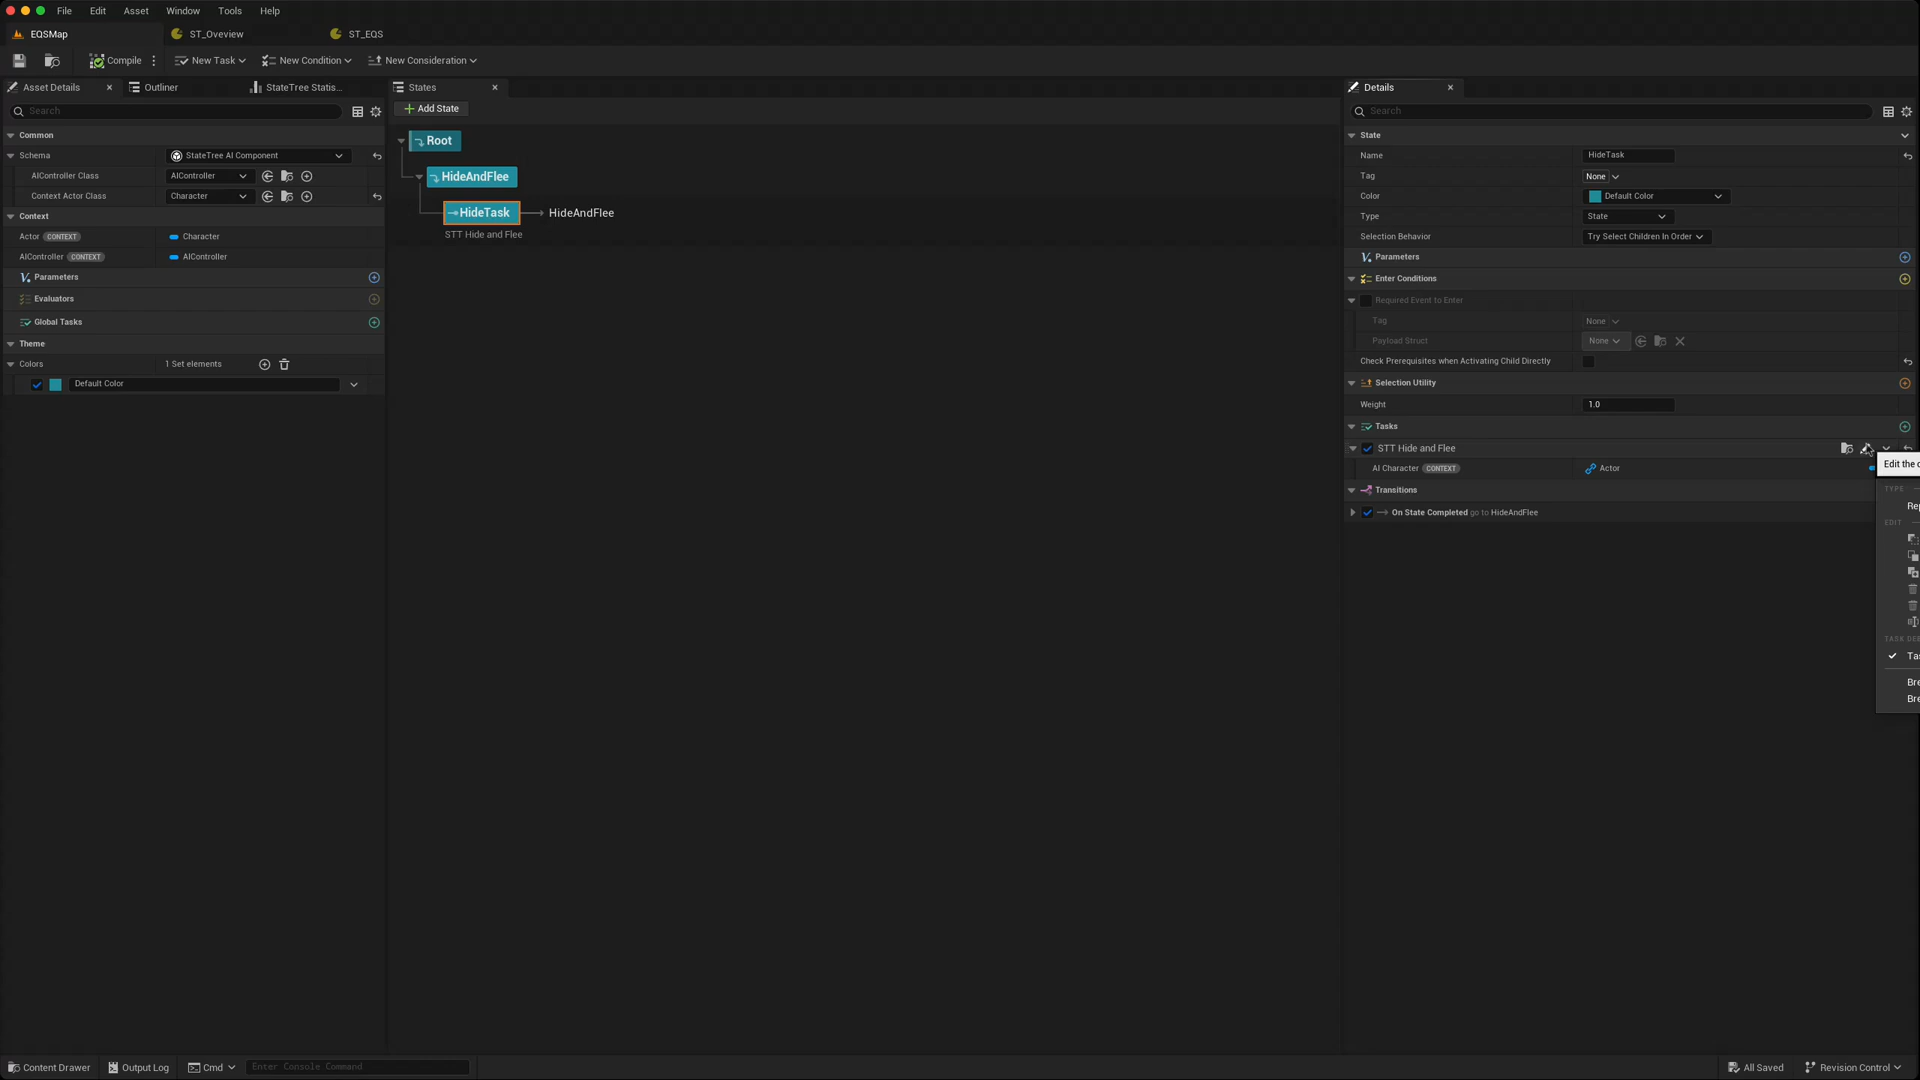 File Edit Asset Window Tools Help
EQSMap ST_Oveview ST_EQS
Compile New Task New Condition New Consideration
Asset Details Outliner StateTree Statis... States Details
Search Add State Search
Common
Schema StateTree AI Component
AIController Class AIController
Context Actor Class Character
Context
Actor CONTEXT Character
AIController CONTEXT AIController
Parameters
Evaluators
Global Tasks
Theme
Colors 1 Set elements
Default Color
Root
HideAndFlee
HideTask HideAndFlee
STT Hide and Flee
State
Name HideTask
Tag None
Color Default Color
Type State
Selection Behavior Try Select Children In Order
Parameters
Enter Conditions
Required Event to Enter
Tag None
Payload Struct None
Check Prerequisites when Activating Child Directly
Selection Utility
Weight 1.0
Tasks
STT Hide and Flee
AI Character CONTEXT Actor
Edit the
Transitions
On State Completed go to HideAndFlee
TYPE
EDIT
Content Drawer Output Log Cmd Enter Console Command All Saved Revision Control